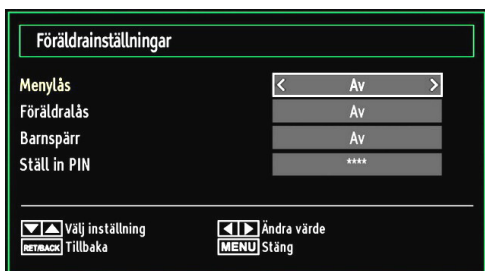 Föräldrainställningar
Menylås < Av >
Föräldralås Av
Barnspärr Av
Ställ in PIN ****
Välj inställning Ändra värde
RET/BACK Tillbaka MENU Stäng